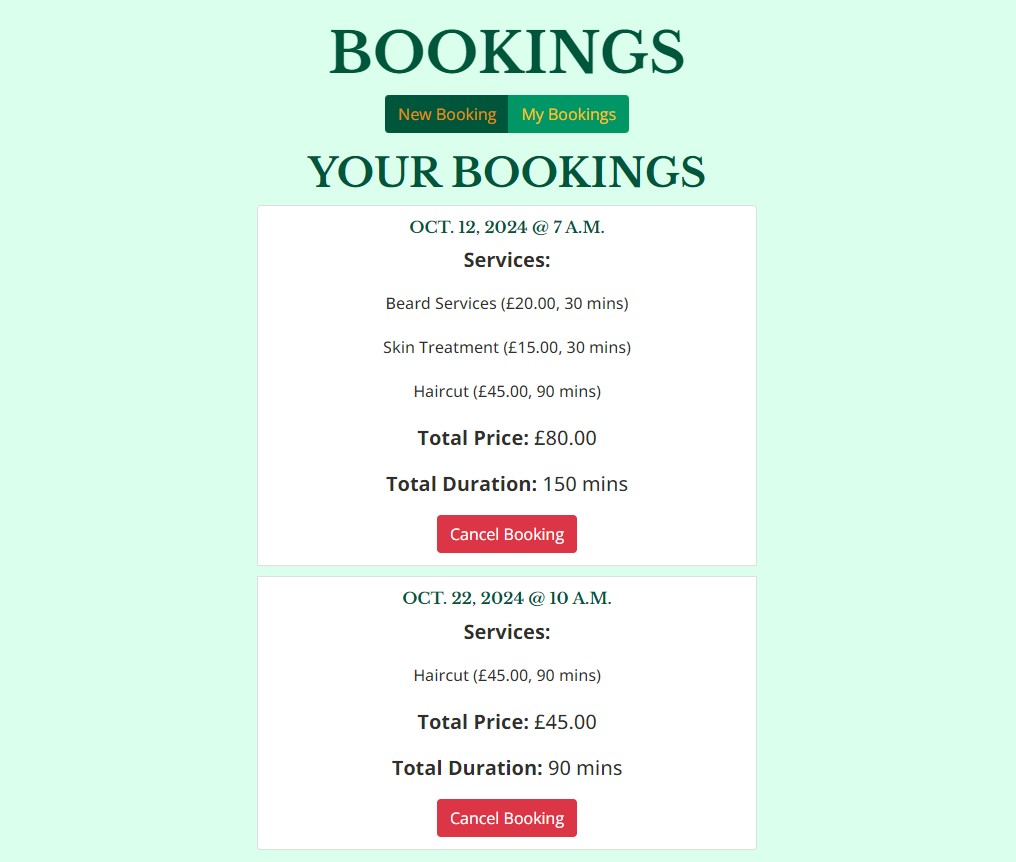 BOOKINGS
New Booking My Bookings
YOUR BOOKINGS
OCT. 12, 2024 @ 7 A.M.
Services:
Beard Services (£20.00, 30 mins)
Skin Treatment (£15.00, 30 mins)
Haircut (£45.00, 90 mins)
Total Price: £80.00
Total Duration: 150 mins
Cancel Booking
OCT. 22, 2024 @ 10 A.M.
Services:
Haircut (£45.00, 90 mins)
Total Price: £45.00
Total Duration: 90 mins
Cancel Booking